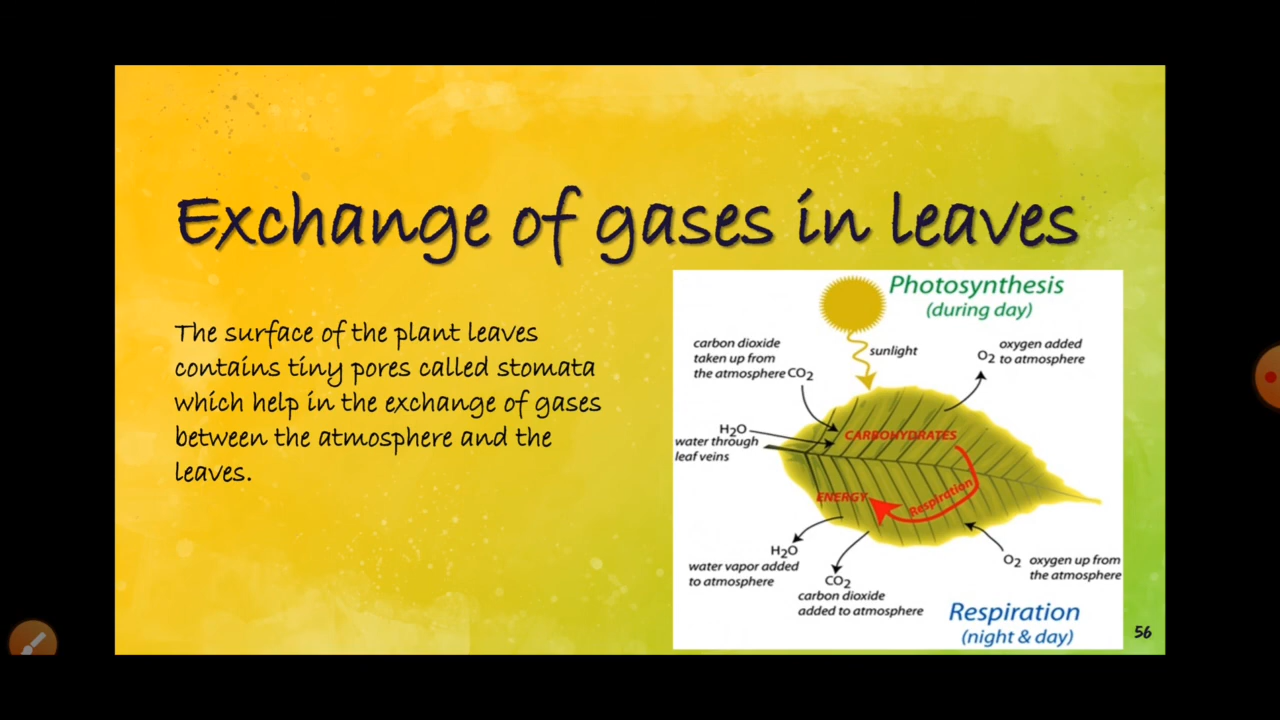 Exchange of gases in leaves
The surface of the plant leaves
contains tiny pores called stomata
which help in the exchange of gases
between the atmosphere and the
leaves.
Photosynthesis
(during day)
sunlight
carbon dioxide
taken up from
the atmosphere CO2
oxygen added
O2 to atmosphere
H2O
water through
leaf veins
CARBOHYDRATES
Respiration
ENERGY
H2O
water vapor added
to atmosphere
CO2
carbon dioxide
added to atmosphere
O2 oxygen up from
the atmosphere
Respiration
(night & day)
56